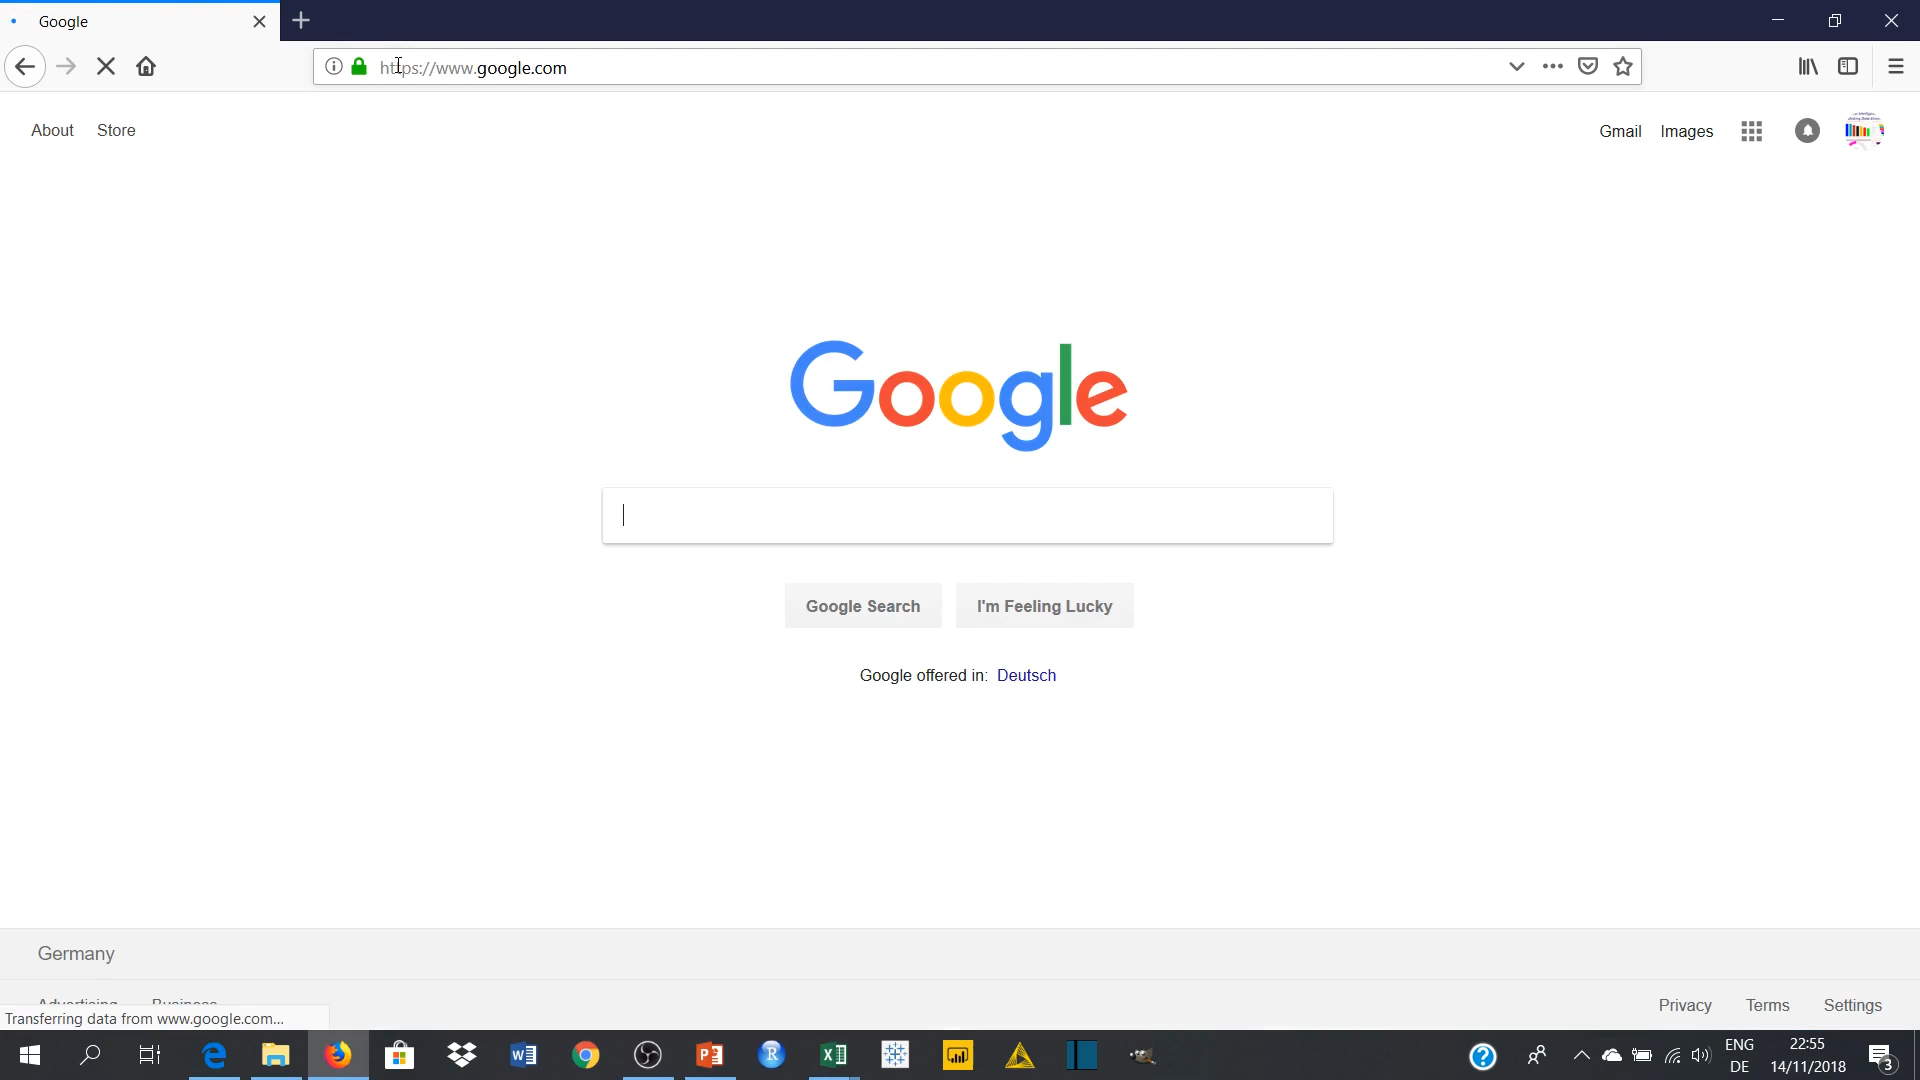 Google
https://www.google.com
About Store
Gmail Images
Google
Google Search
I'm Feeling Lucky
Google offered in: Deutsch
Germany
Advertising Business
Privacy Terms Settings
Transferring data from www.google.com...
ENG
DE
22:55
14/11/2018
3